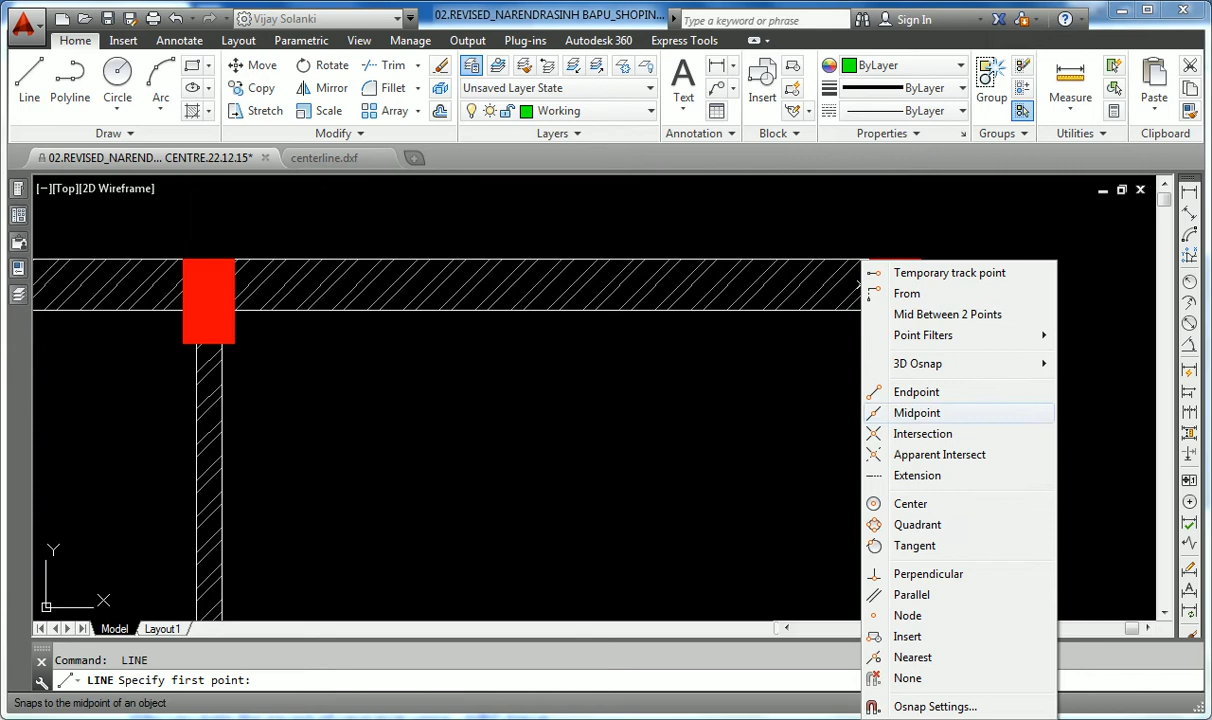 Vijay Solanki
02.REVISED_NARENDRASINH BAPU_SHOPIN...
Type a keyword or phrase
Sign In
Home Insert Annotate Layout Parametric View Manage Output Plug-ins Autodesk 360 Express Tools
Line
Polyline
Circle
Arc
Draw
Move
Rotate
Trim
Copy
Mirror
Fillet
Stretch
Scale
Array
Modify
Unsaved Layer State
Working
Layers
Text
Annotation
Insert
Block
ByLayer
ByLayer
ByLayer
Properties
Group
Groups
Measure
Utilities
Paste
Clipboard
02.REVISED_NAREND... CENTRE.22.12.15*
centerline.dxf
[−][Top][2D Wireframe]
Temporary track point
From
Mid Between 2 Points
Point Filters
3D Osnap
Endpoint
Midpoint
Intersection
Apparent Intersect
Extension
Center
Quadrant
Tangent
Perpendicular
Parallel
Node
Insert
Nearest
None
Osnap Settings...
Y
X
Model
Layout1
Command: LINE
LINE Specify first point:
Snaps to the midpoint of an object